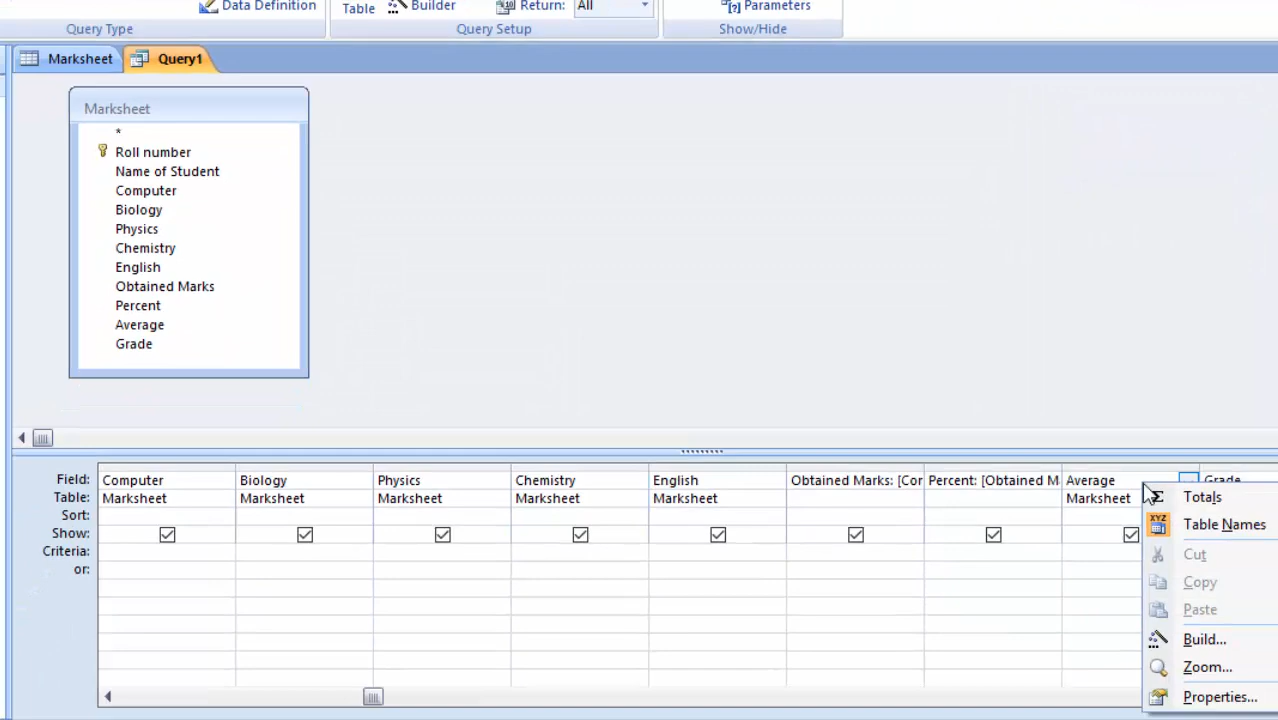 Data Definition
Table
Builder
Return: All
Parameters
Query Type
Query Setup
Show/Hide
Marksheet
Query1
Marksheet
*
Roll number
Name of Student
Computer
Biology
Physics
Chemistry
English
Obtained Marks
Percent
Average
Grade
Field: Computer Biology Physics Chemistry English Obtained Marks: [Cor Percent: [Obtained M Average Grade
Table: Marksheet Marksheet Marksheet Marksheet Marksheet Marksheet
Sort:
Show:
Criteria:
or:
Σ Totals
XYZ Table Names
Cut
Copy
Paste
Build...
Zoom...
Properties...